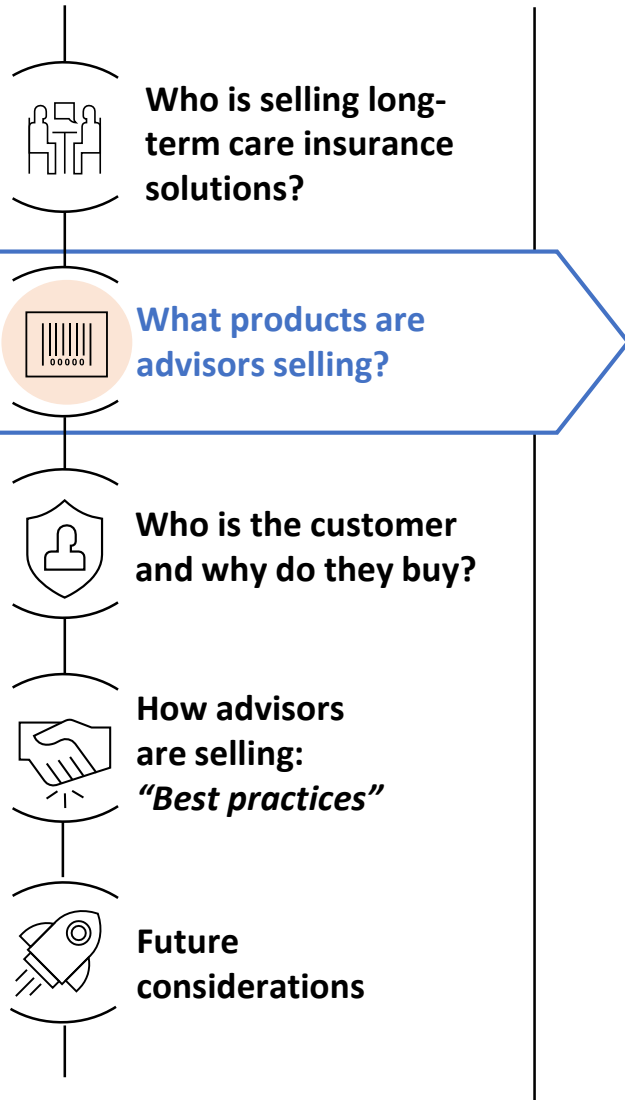 Who is selling long-
term care insurance
solutions?
00000
What products are
advisors selling?
Who is the customer
and why do they buy?
How advisors
are selling:
“Best practices”
Future
considerations